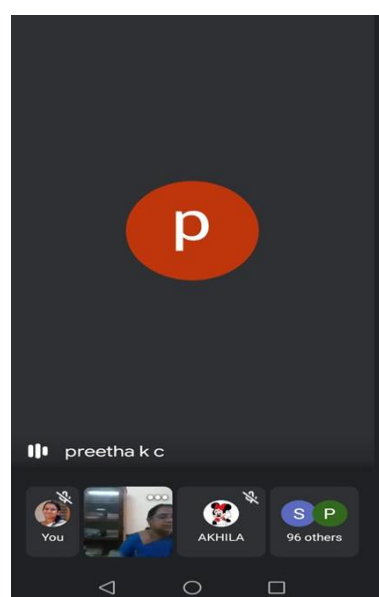 p
preetha k c
You
AKHILA
S P
96 others